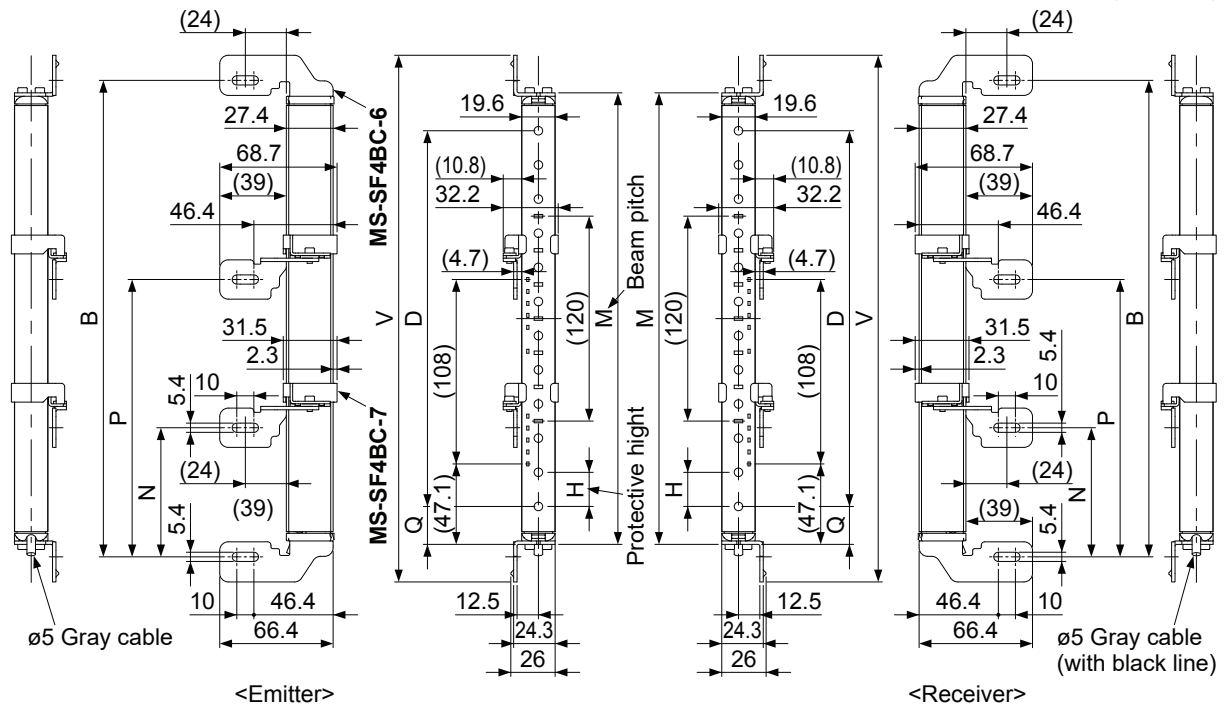 (24)
27.4
68.7
(39)
46.4
31.5
2.3
10
5.4
(24)
(39)
5.4
10
46.4
66.4
B
P
N
MS-SF4BC-6
MS-SF4BC-7
ø5 Gray cable
<Emitter>
V
D
19.6
(10.8)
32.2
(4.7)
(108)
(47.1)
Q
(120)
M
Beam pitch
H
Protective hight
12.5
24.3
26
M
19.6
(10.8)
32.2
(4.7)
(120)
(108)
(47.1)
H
Q
D
V
12.5
24.3
26
(24)
27.4
68.7
(39)
46.4
31.5
2.3
5.4
10
(24)
(39)
5.4
46.4
10
66.4
N
P
B
ø5 Gray cable
(with black line)
<Receiver>